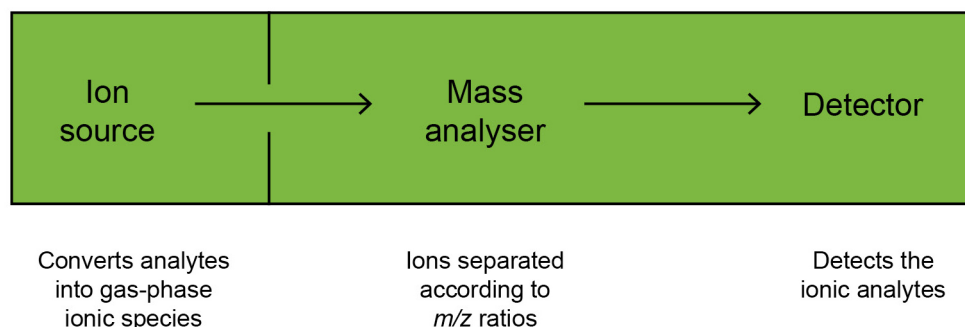 Ion
source
Mass
analyser
Detector
Converts analytes
into gas-phase
ionic species
Ions separated
according to
m/z ratios
Detects the
ionic analytes